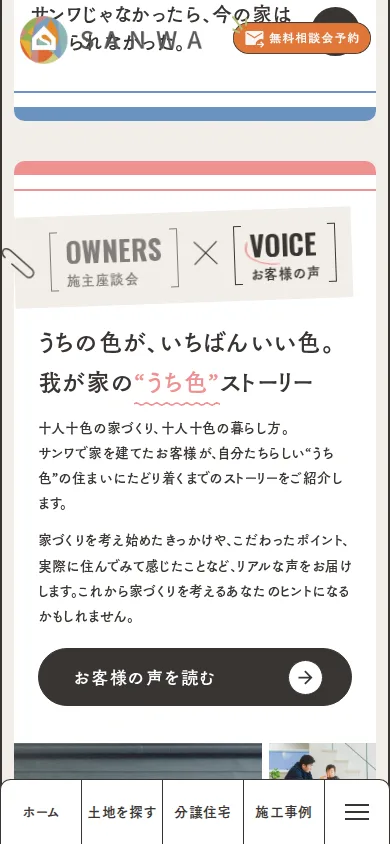 サンワじゃなかったら、今の家は
られなかった。
SANWA
無料相談会予約
OWNERS
施主座談会
VOICE
お客様の声
うちの色が、いちばんいい色。
我が家の“うち色”ストーリー
十人十色の家づくり、十人十色の暮らし方。
サンワで家を建てたお客様が、自分たちらしい“うち
色”の住まいにたどり着くまでのストーリーをご紹介し
ます。
家づくりを考え始めたきっかけや、こだわったポイント、
実際に住んでみて感じたことなど、リアルな声をお届け
します。これから家づくりを考えるあなたのヒントになる
かもしれません。
お客様の声を読む
ホーム
土地を探す
分譲住宅
施工事例